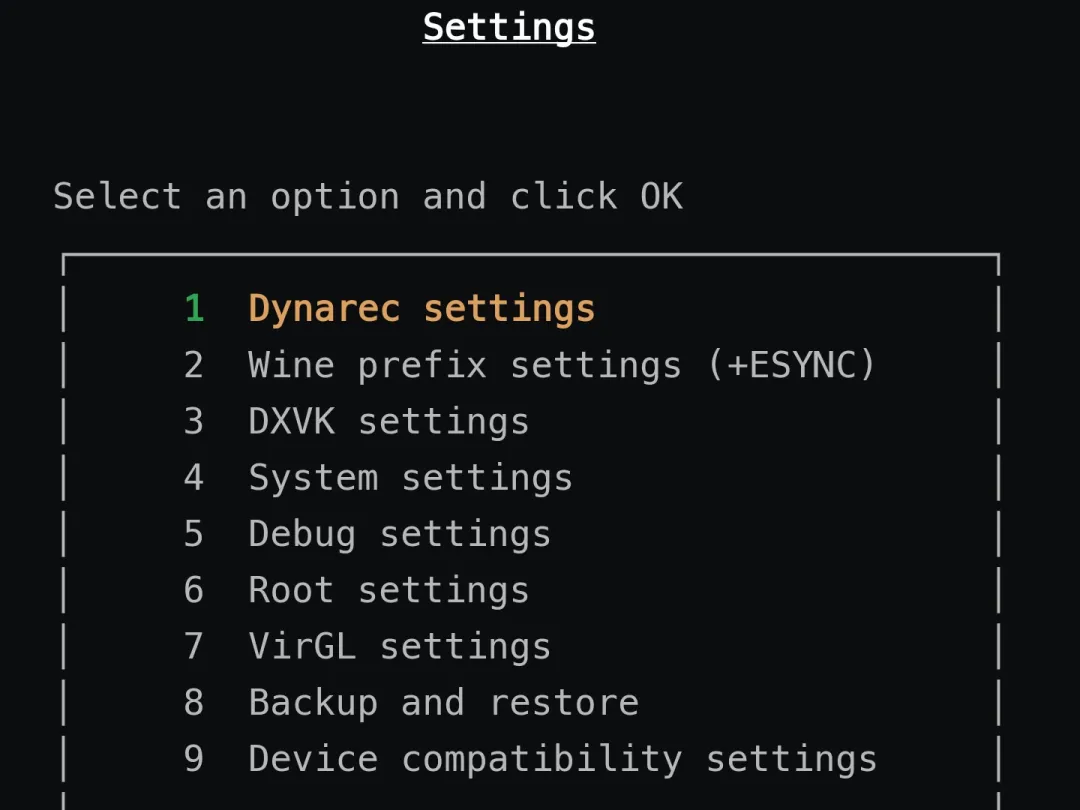 Settings
Select an option and click OK
1 Dynarec settings
2 Wine prefix settings (+ESYNC)
3 DXVK settings
4 System settings
5 Debug settings
6 Root settings
7 VirGL settings
8 Backup and restore
9 Device compatibility settings